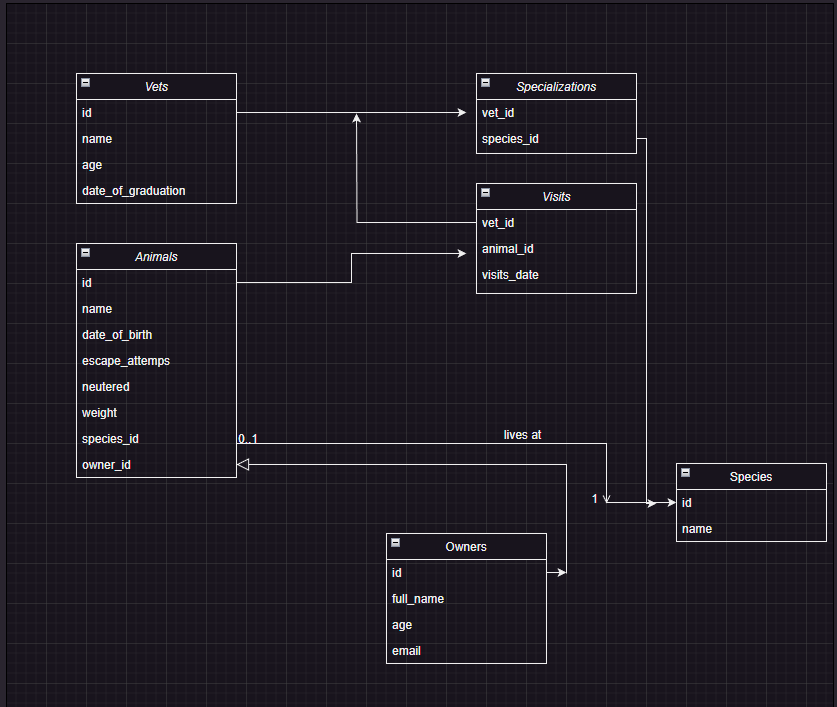 Vets
id
name
age
date_of_graduation
Specializations
vet_id
species_id
Visits
vet_id
animal_id
visits_date
Animals
id
name
date_of_birth
escape_attemps
neutered
weight
species_id
owner_id
0..1
lives at
1
Species
id
name
Owners
id
full_name
age
email